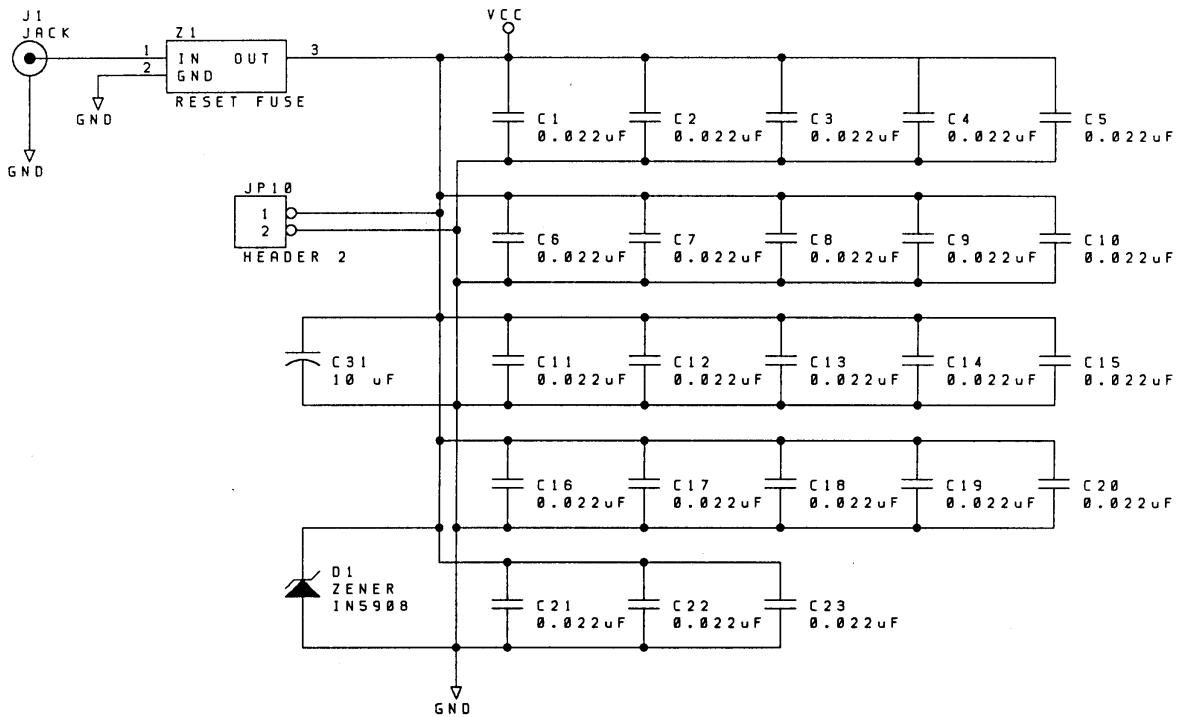 J1
JACK
Z1
1 IN OUT 3
2 GND
RESET FUSE
GND
GND
VCC
C1
0.022uF
C2
0.022uF
C3
0.022uF
C4
0.022uF
C5
0.022uF
JP10
1
2
HEADER 2
C6
0.022uF
C7
0.022uF
C8
0.022uF
C9
0.022uF
C10
0.022uF
C31
10 uF
C11
0.022uF
C12
0.022uF
C13
0.022uF
C14
0.022uF
C15
0.022uF
C16
0.022uF
C17
0.022uF
C18
0.022uF
C19
0.022uF
C20
0.022uF
D1
ZENER
IN5908
C21
0.022uF
C22
0.022uF
C23
0.022uF
GND